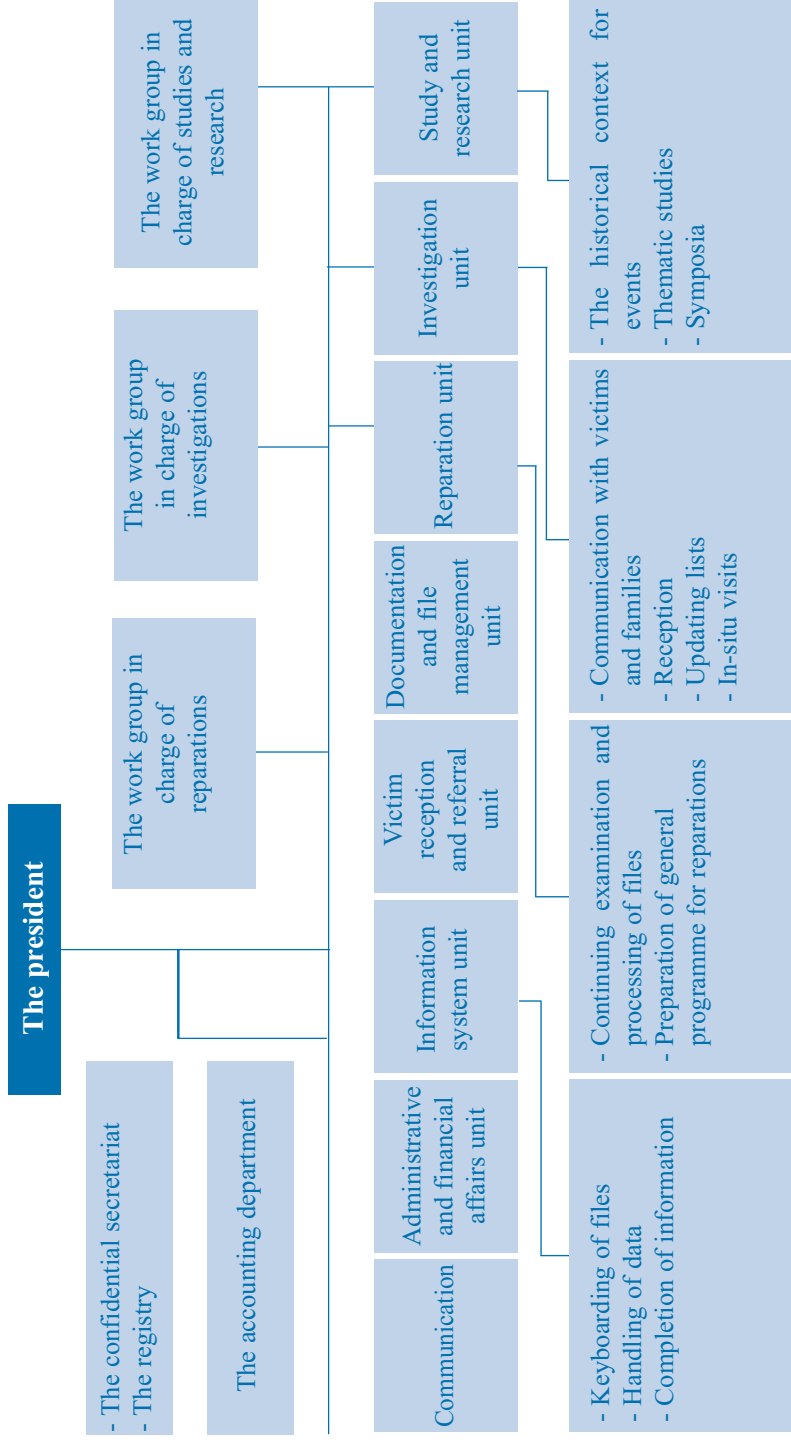 The president
- The confidential secretariat
- The registry
The accounting department
The work group in
charge of
reparations
The work group
in charge of
investigations
The work group in
charge of studies and
research
Communication
Administrative
and financial
affairs unit
Information
system unit
Victim
reception
and referral
unit
Documentation
and file
management
unit
Reparation unit
Investigation
unit
Study and
research unit
- Keyboarding of files
- Handling of data
- Completion of information
- Continuing examination and
processing of files
- Preparation of general
programme for reparations
- Communication with victims
and families
- Reception
- Updating lists
- In-situ visits
- The historical context for
events
- Thematic studies
- Symposia